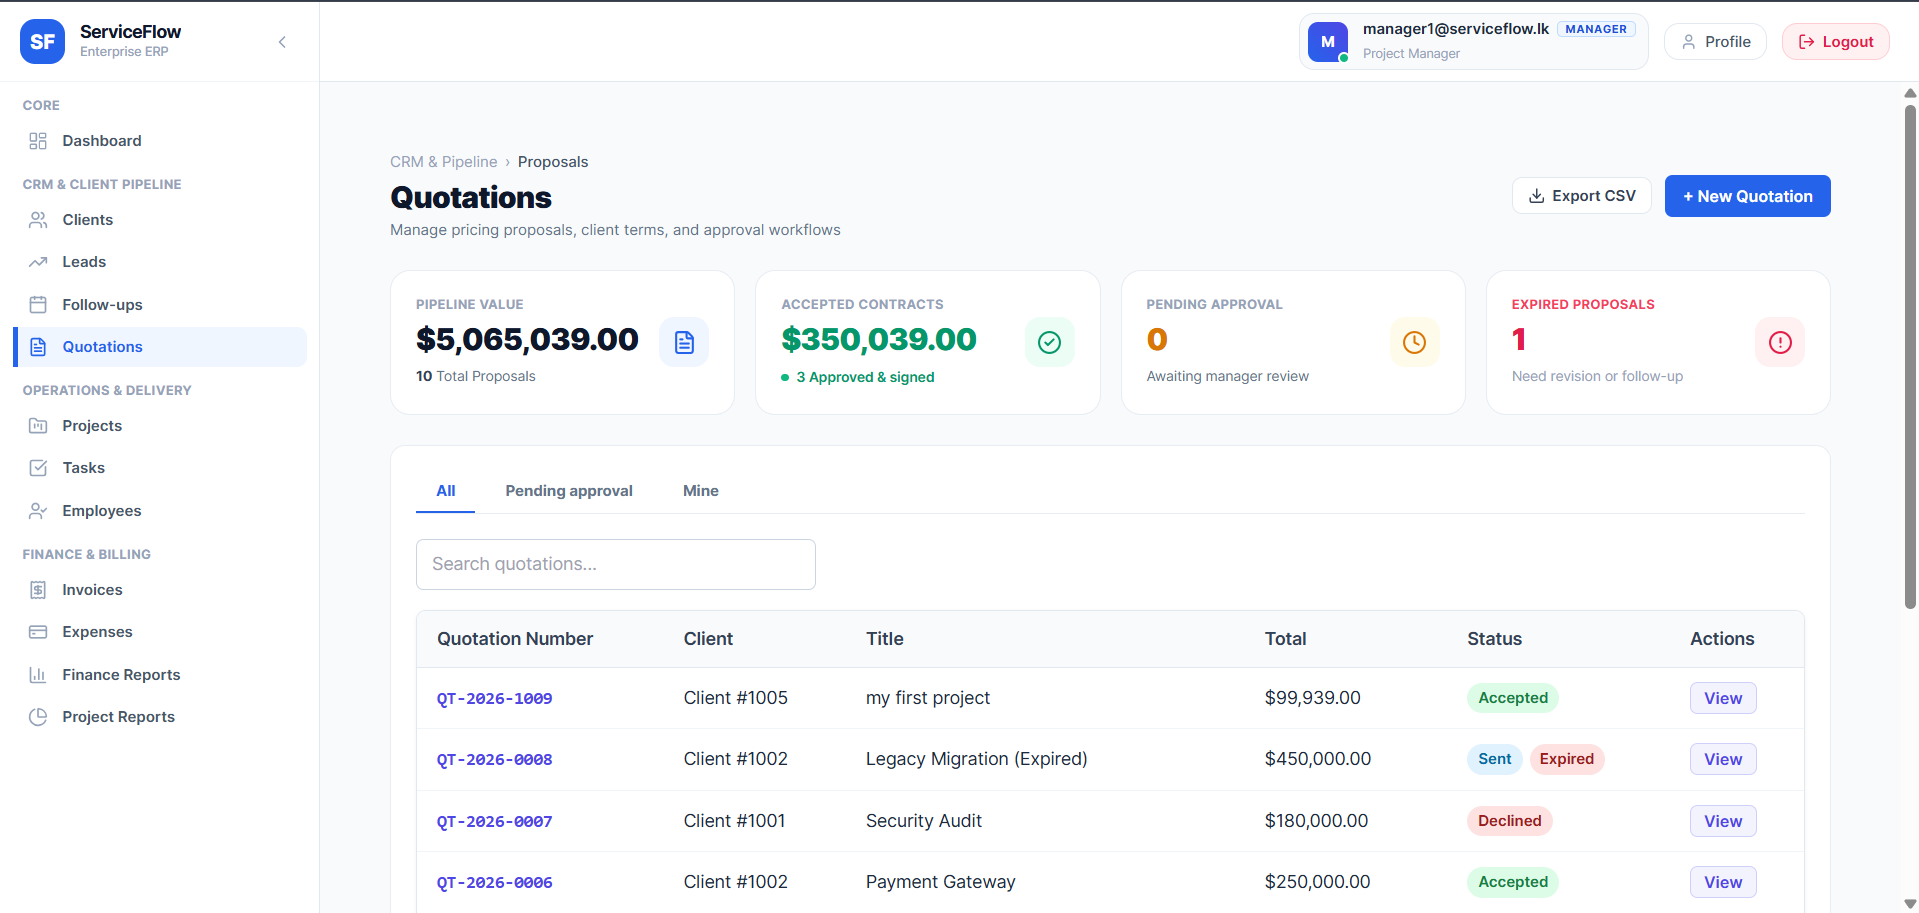 SF
ServiceFlow
Enterprise ERP
M
manager1@serviceflow.lk MANAGER
Project Manager
Profile
Logout
CORE
Dashboard
CRM & CLIENT PIPELINE
Clients
Leads
Follow-ups
Quotations
OPERATIONS & DELIVERY
Projects
Tasks
Employees
FINANCE & BILLING
Invoices
Expenses
Finance Reports
Project Reports
CRM & Pipeline › Proposals
Quotations
Manage pricing proposals, client terms, and approval workflows
Export CSV
+ New Quotation
PIPELINE VALUE
$5,065,039.00
10 Total Proposals
ACCEPTED CONTRACTS
$350,039.00
3 Approved & signed
PENDING APPROVAL
0
Awaiting manager review
EXPIRED PROPOSALS
1
Need revision or follow-up
All Pending approval Mine
Search quotations...
Quotation Number Client Title Total Status Actions
QT-2026-1009 Client #1005 my first project $99,939.00 Accepted View
QT-2026-0008 Client #1002 Legacy Migration (Expired) $450,000.00 Sent Expired View
QT-2026-0007 Client #1001 Security Audit $180,000.00 Declined View
QT-2026-0006 Client #1002 Payment Gateway $250,000.00 Accepted View